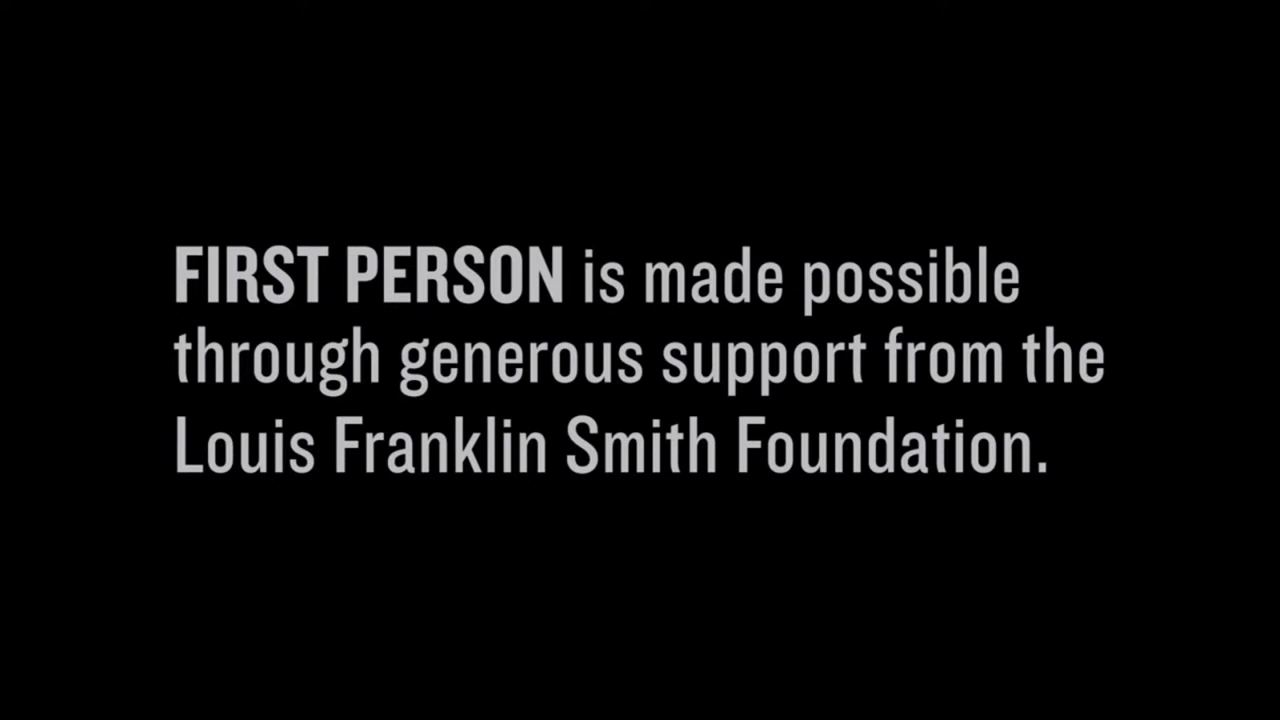 FIRST PERSON is made possible
through generous support from the
Louis Franklin Smith Foundation.